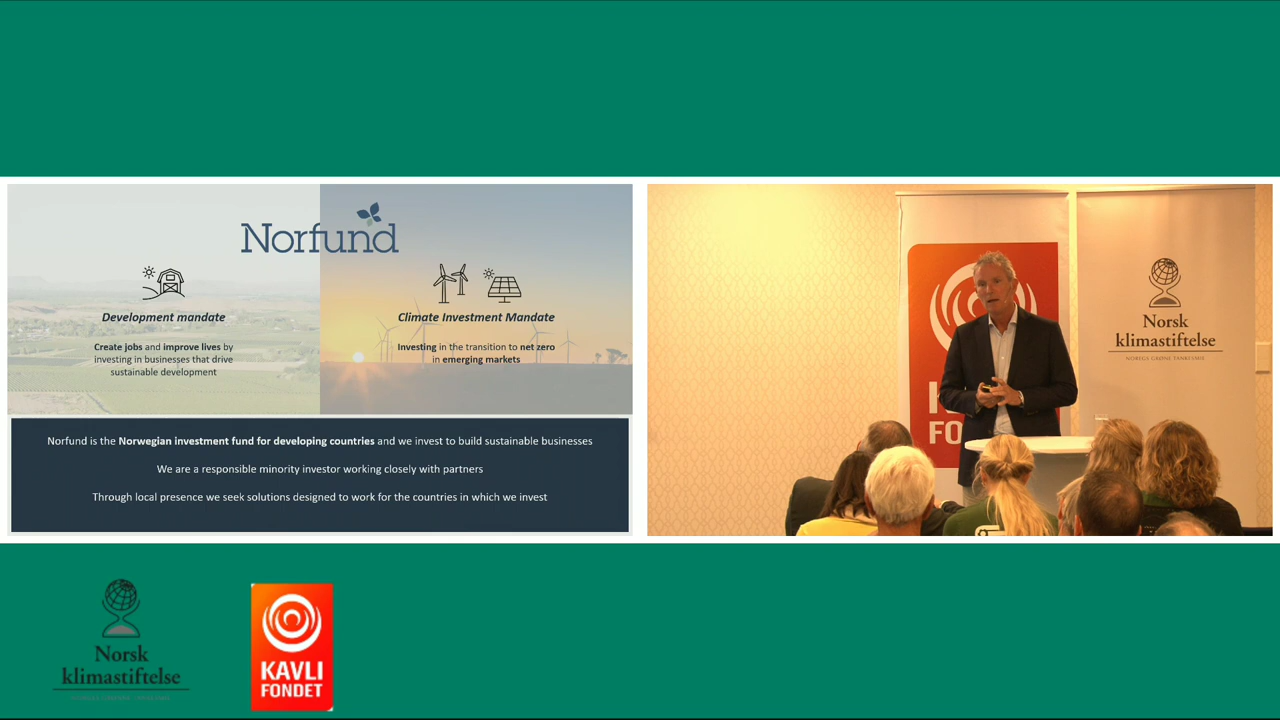 Norfund
Development mandate
Create jobs and improve lives by
investing in businesses that drive
sustainable development
Climate Investment Mandate
Investing in the transition to net zero
in emerging markets
Norfund is the Norwegian investment fund for developing countries and we invest to build sustainable businesses
We are a responsible minority investor working closely with partners
Through local presence we seek solutions designed to work for the countries in which we invest
K
FO
Norsk
klimastiftelse
NORGES GRØNNE TANKESMIE
Norsk
klimastiftelse
KAVLI
FONDET